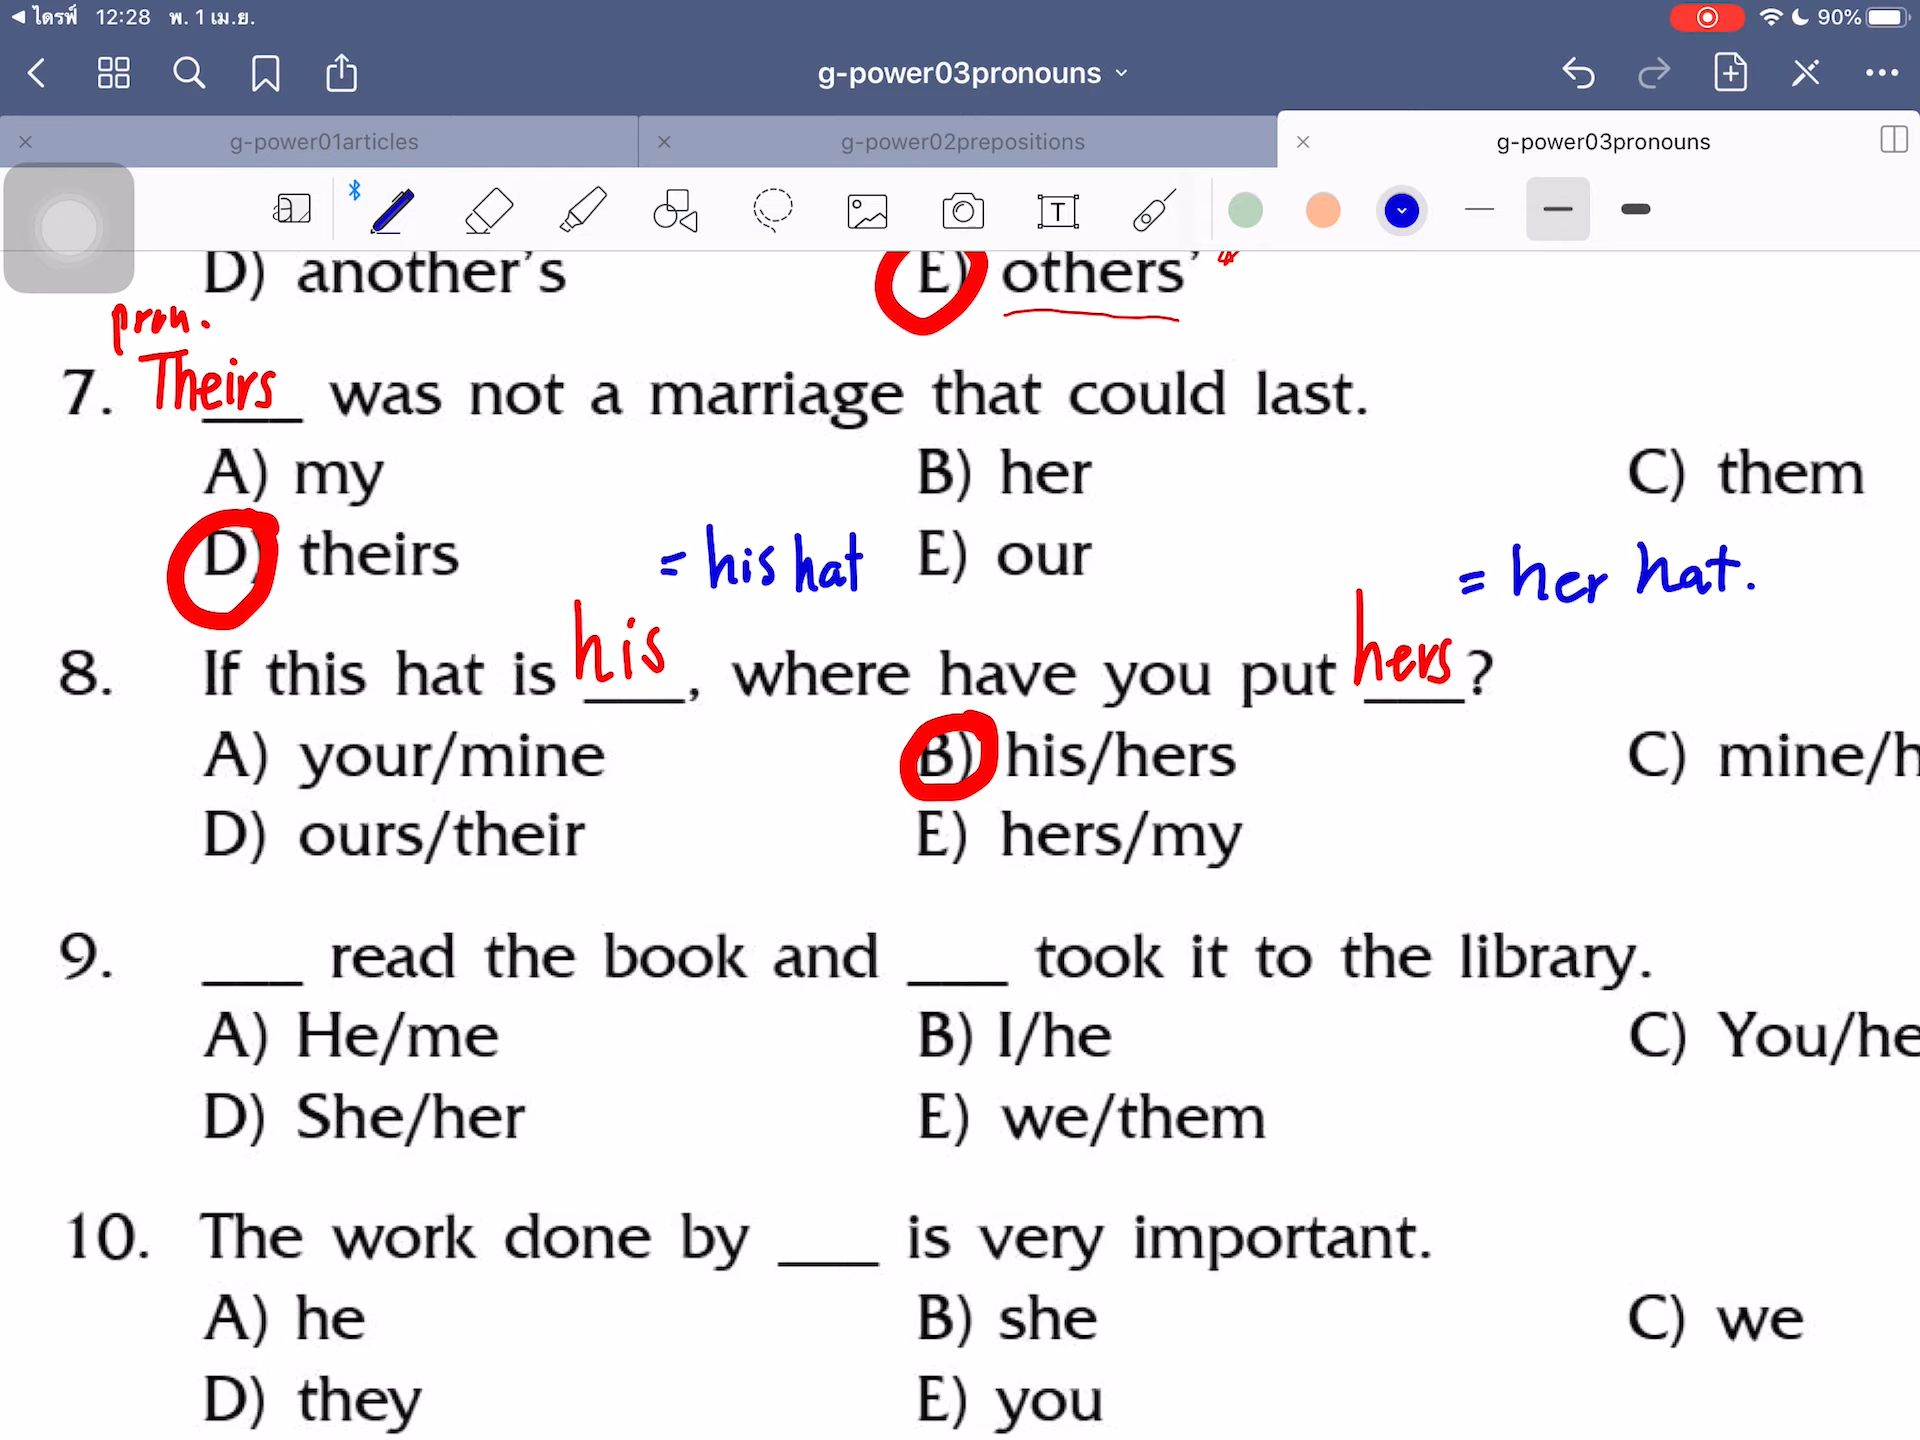 ไดรฟ์ 12:28 พ. 1 เม.ย. 90%
g-power03pronouns
g-power01articles g-power02prepositions g-power03pronouns
D) another's E) others'
pron.
7. Theirs was not a marriage that could last.
A) my B) her C) them
D) theirs = his hat E) our = her hat.
8. If this hat is his, where have you put hers?
A) your/mine B) his/hers C) mine/h
D) ours/their E) hers/my
9. ___ read the book and ___ took it to the library.
A) He/me B) I/he C) You/he
D) She/her E) we/them
10. The work done by ___ is very important.
A) he B) she C) we
D) they E) you